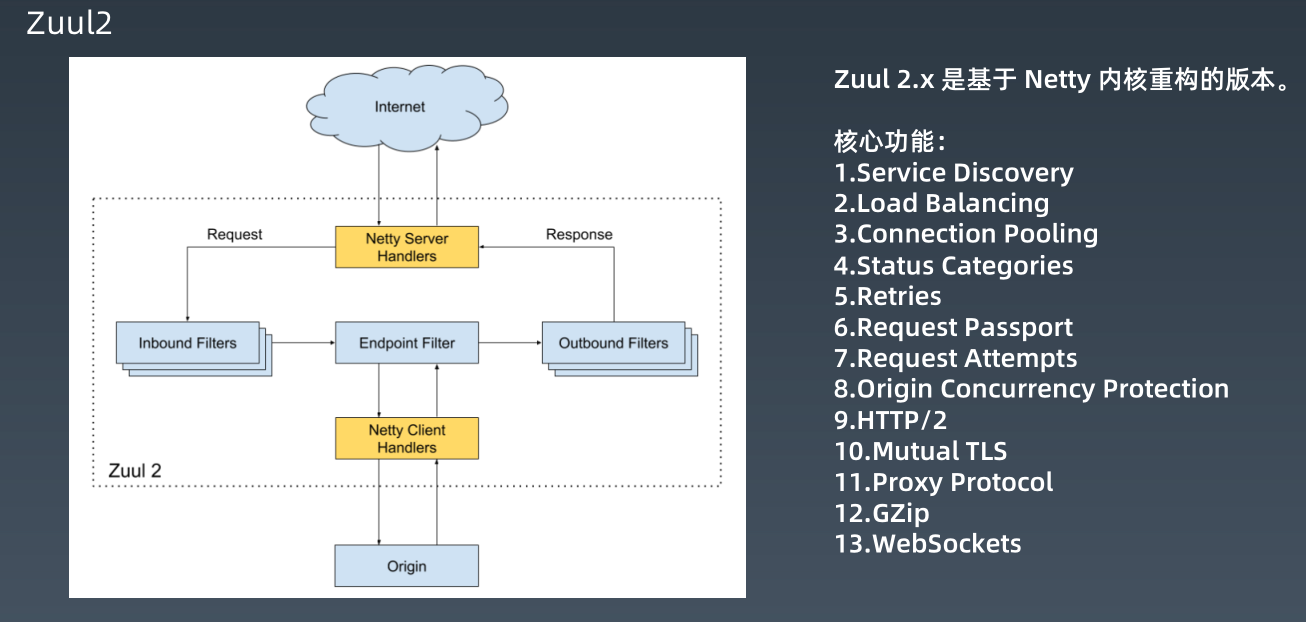 Zuul2
Internet
Request
Netty Server
Handlers
Response
Inbound Filters
Endpoint Filter
Outbound Filters
Netty Client
Handlers
Zuul 2
Origin
Zuul 2.x 是基于 Netty 内核重构的版本。
核心功能：
1.Service Discovery
2.Load Balancing
3.Connection Pooling
4.Status Categories
5.Retries
6.Request Passport
7.Request Attempts
8.Origin Concurrency Protection
9.HTTP/2
10.Mutual TLS
11.Proxy Protocol
12.GZip
13.WebSockets